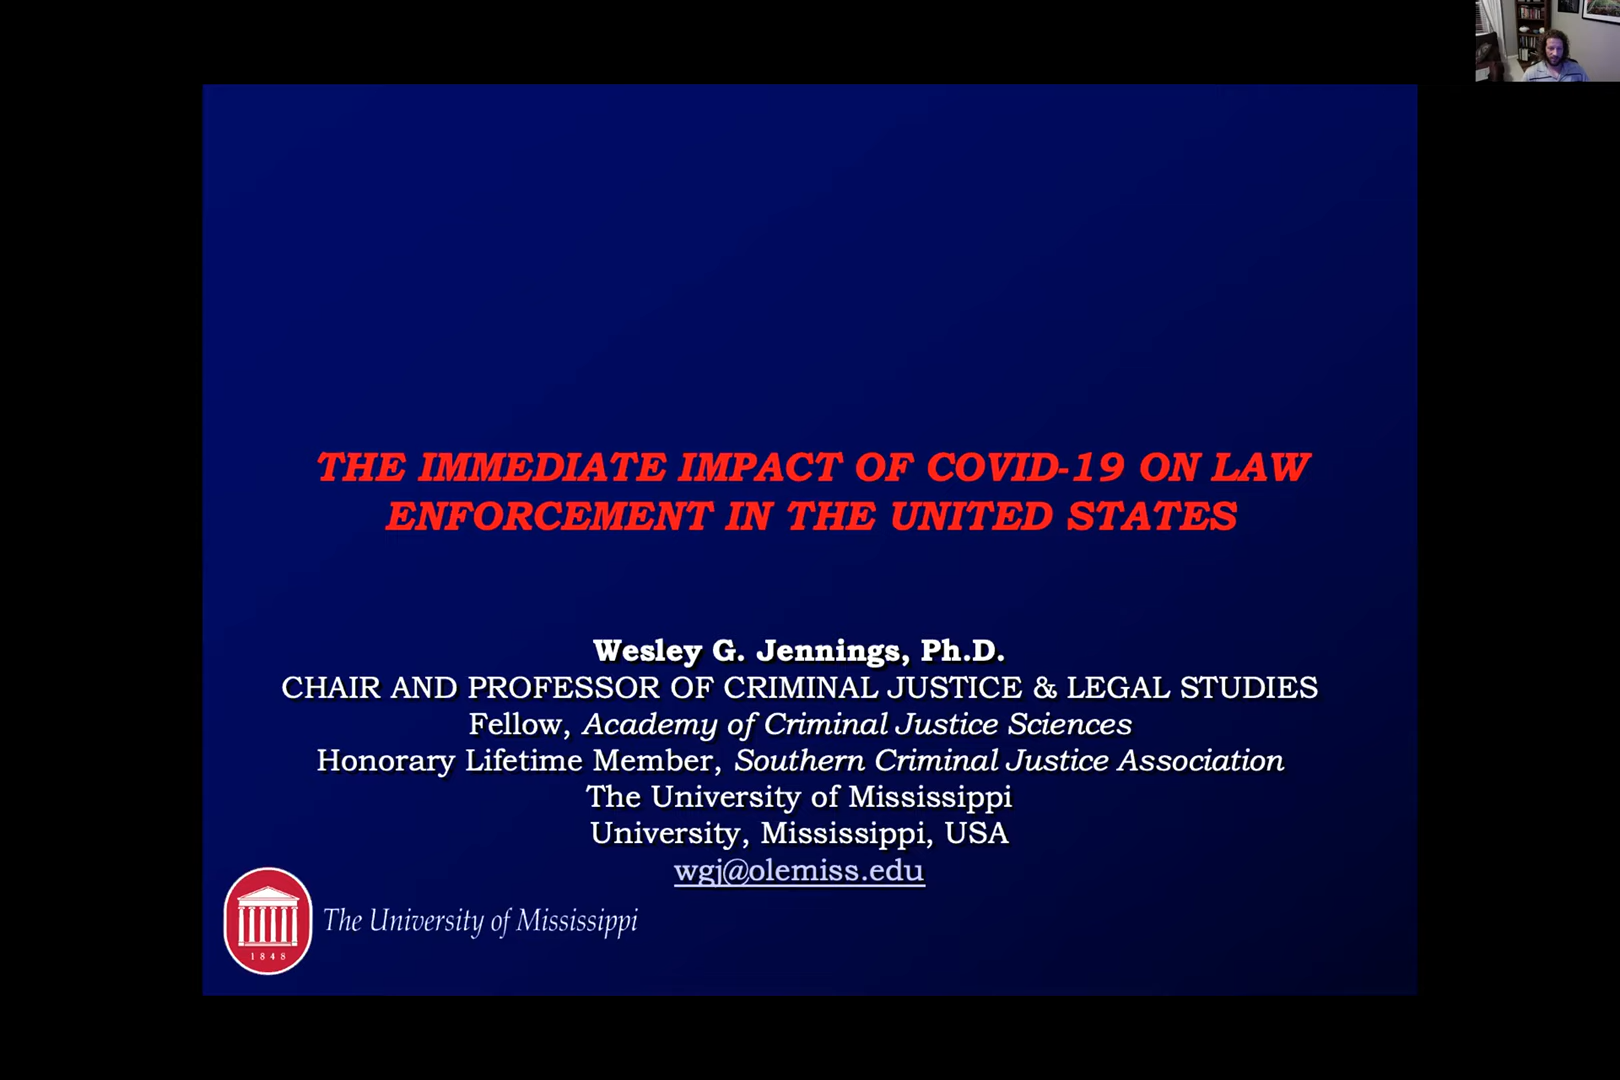 THE IMMEDIATE IMPACT OF COVID-19 ON LAW
ENFORCEMENT IN THE UNITED STATES
Wesley G. Jennings, Ph.D.
CHAIR AND PROFESSOR OF CRIMINAL JUSTICE & LEGAL STUDIES
Fellow, Academy of Criminal Justice Sciences
Honorary Lifetime Member, Southern Criminal Justice Association
The University of Mississippi
University, Mississippi, USA
wgj@olemiss.edu
The University of Mississippi
1848